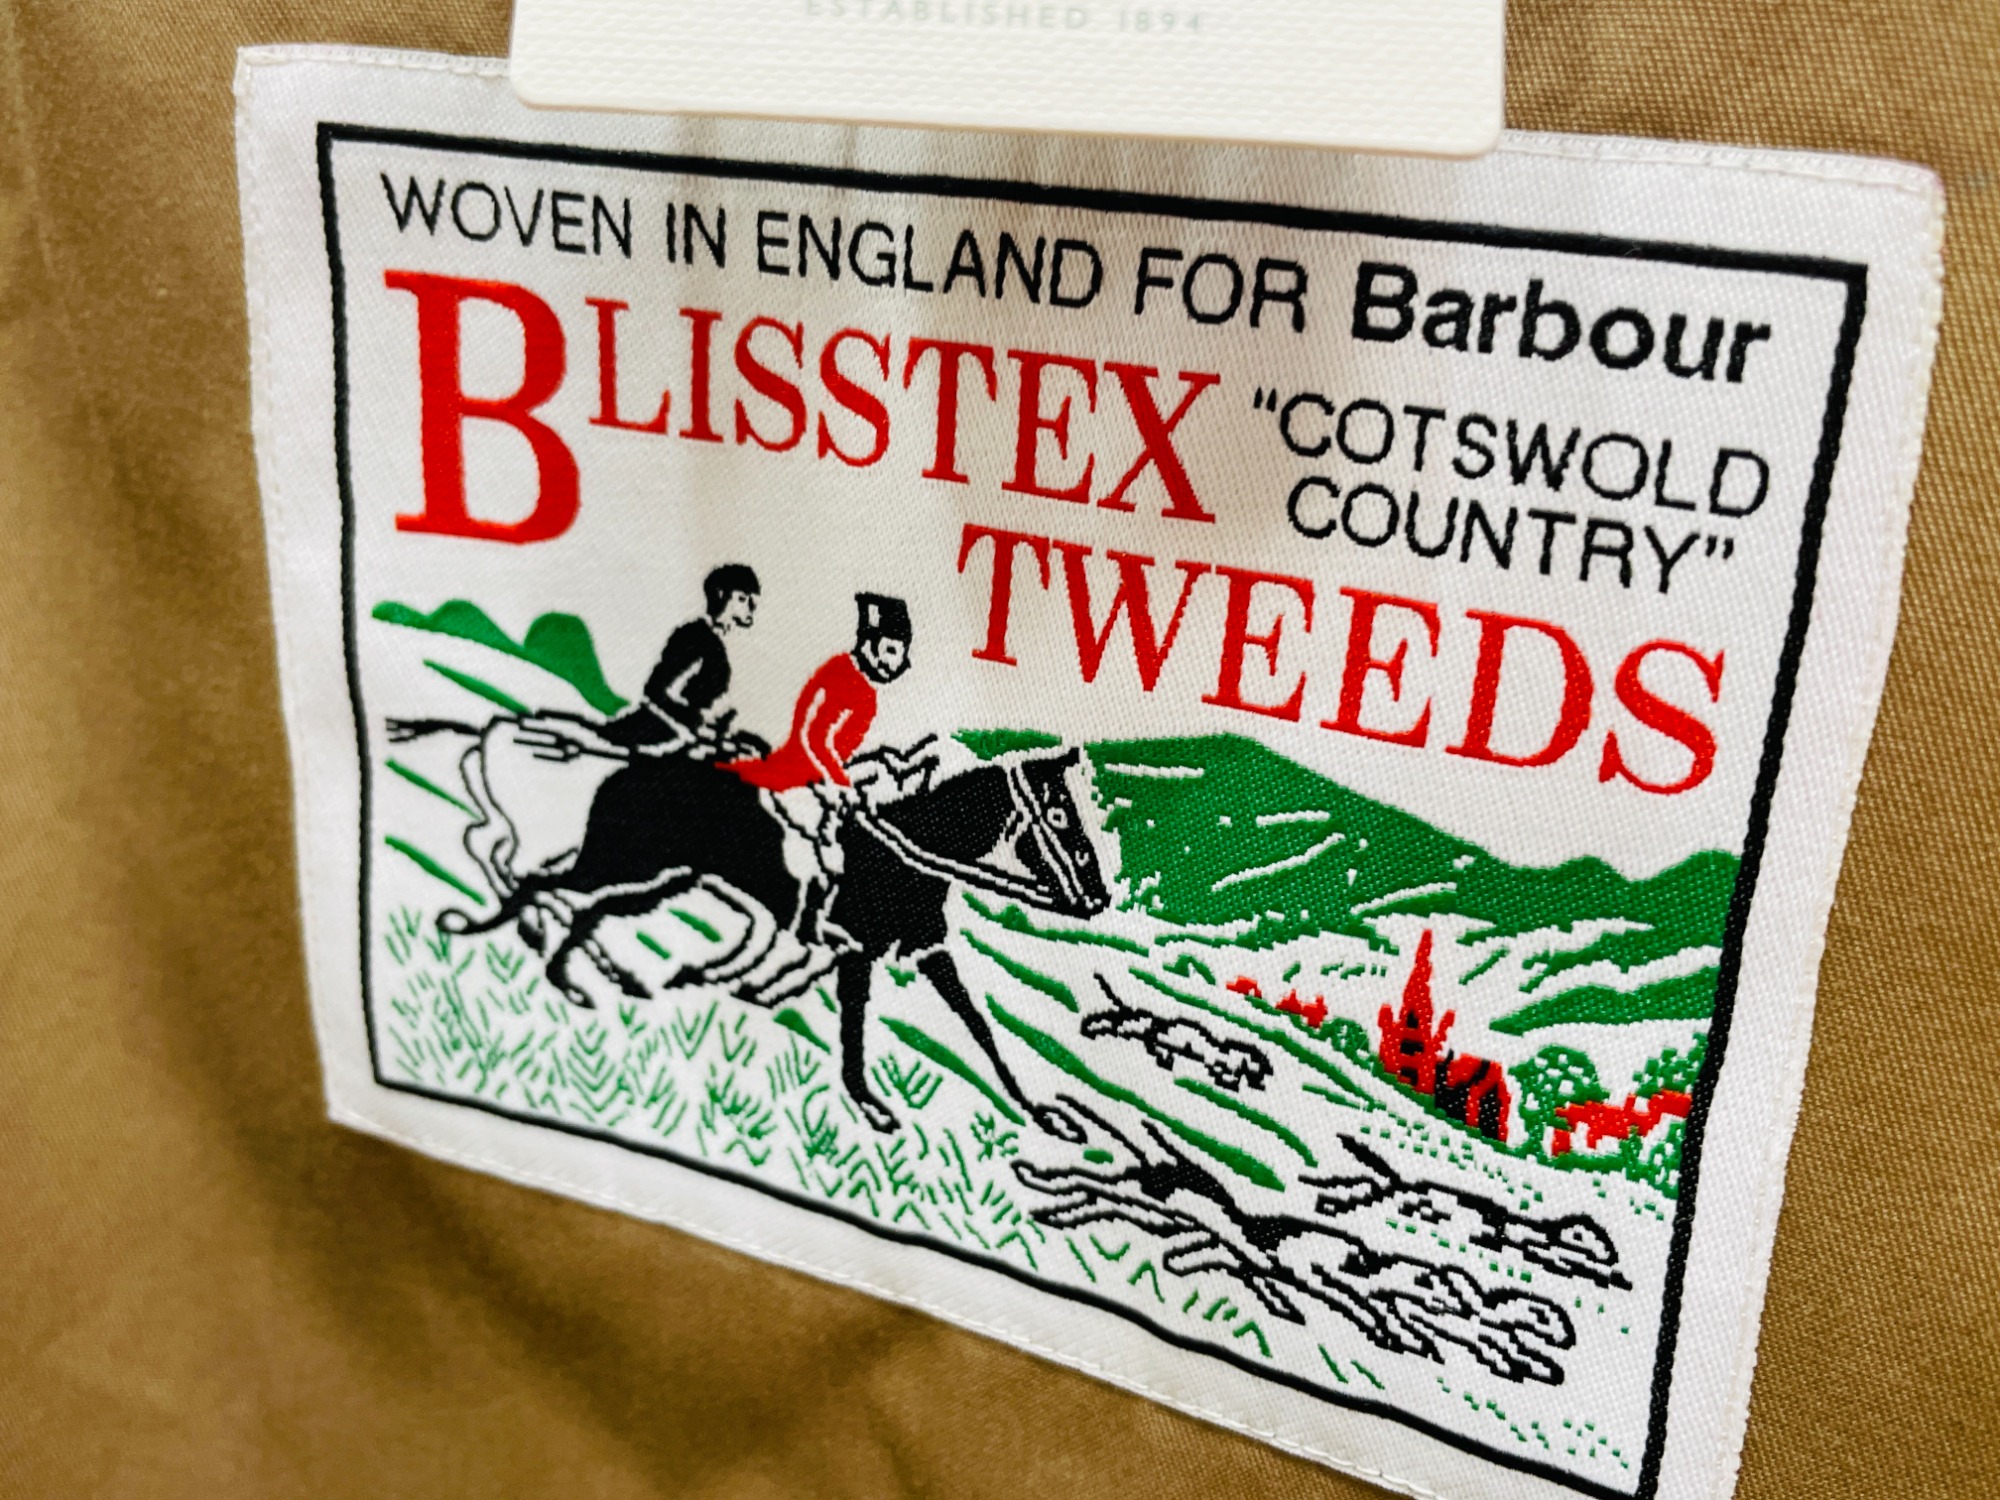 ESTABLISHED 1894
WOVEN IN ENGLAND FOR Barbour
BLISSTEX "COTSWOLD
COUNTRY"
TWEEDS